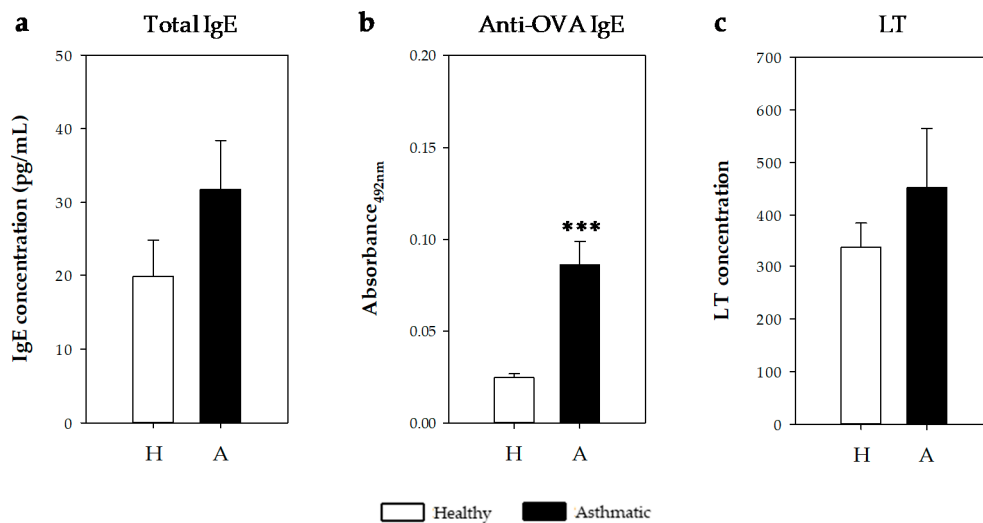 a Total IgE
IgE concentration (pg/mL)
50
40
30
20
10
0
H A
b Anti-OVA IgE
Absorbance492nm
0.20
0.15
0.10
0.05
0.00
***
H A
c LT
LT concentration
700
600
500
400
300
200
100
0
H A
Healthy Asthmatic